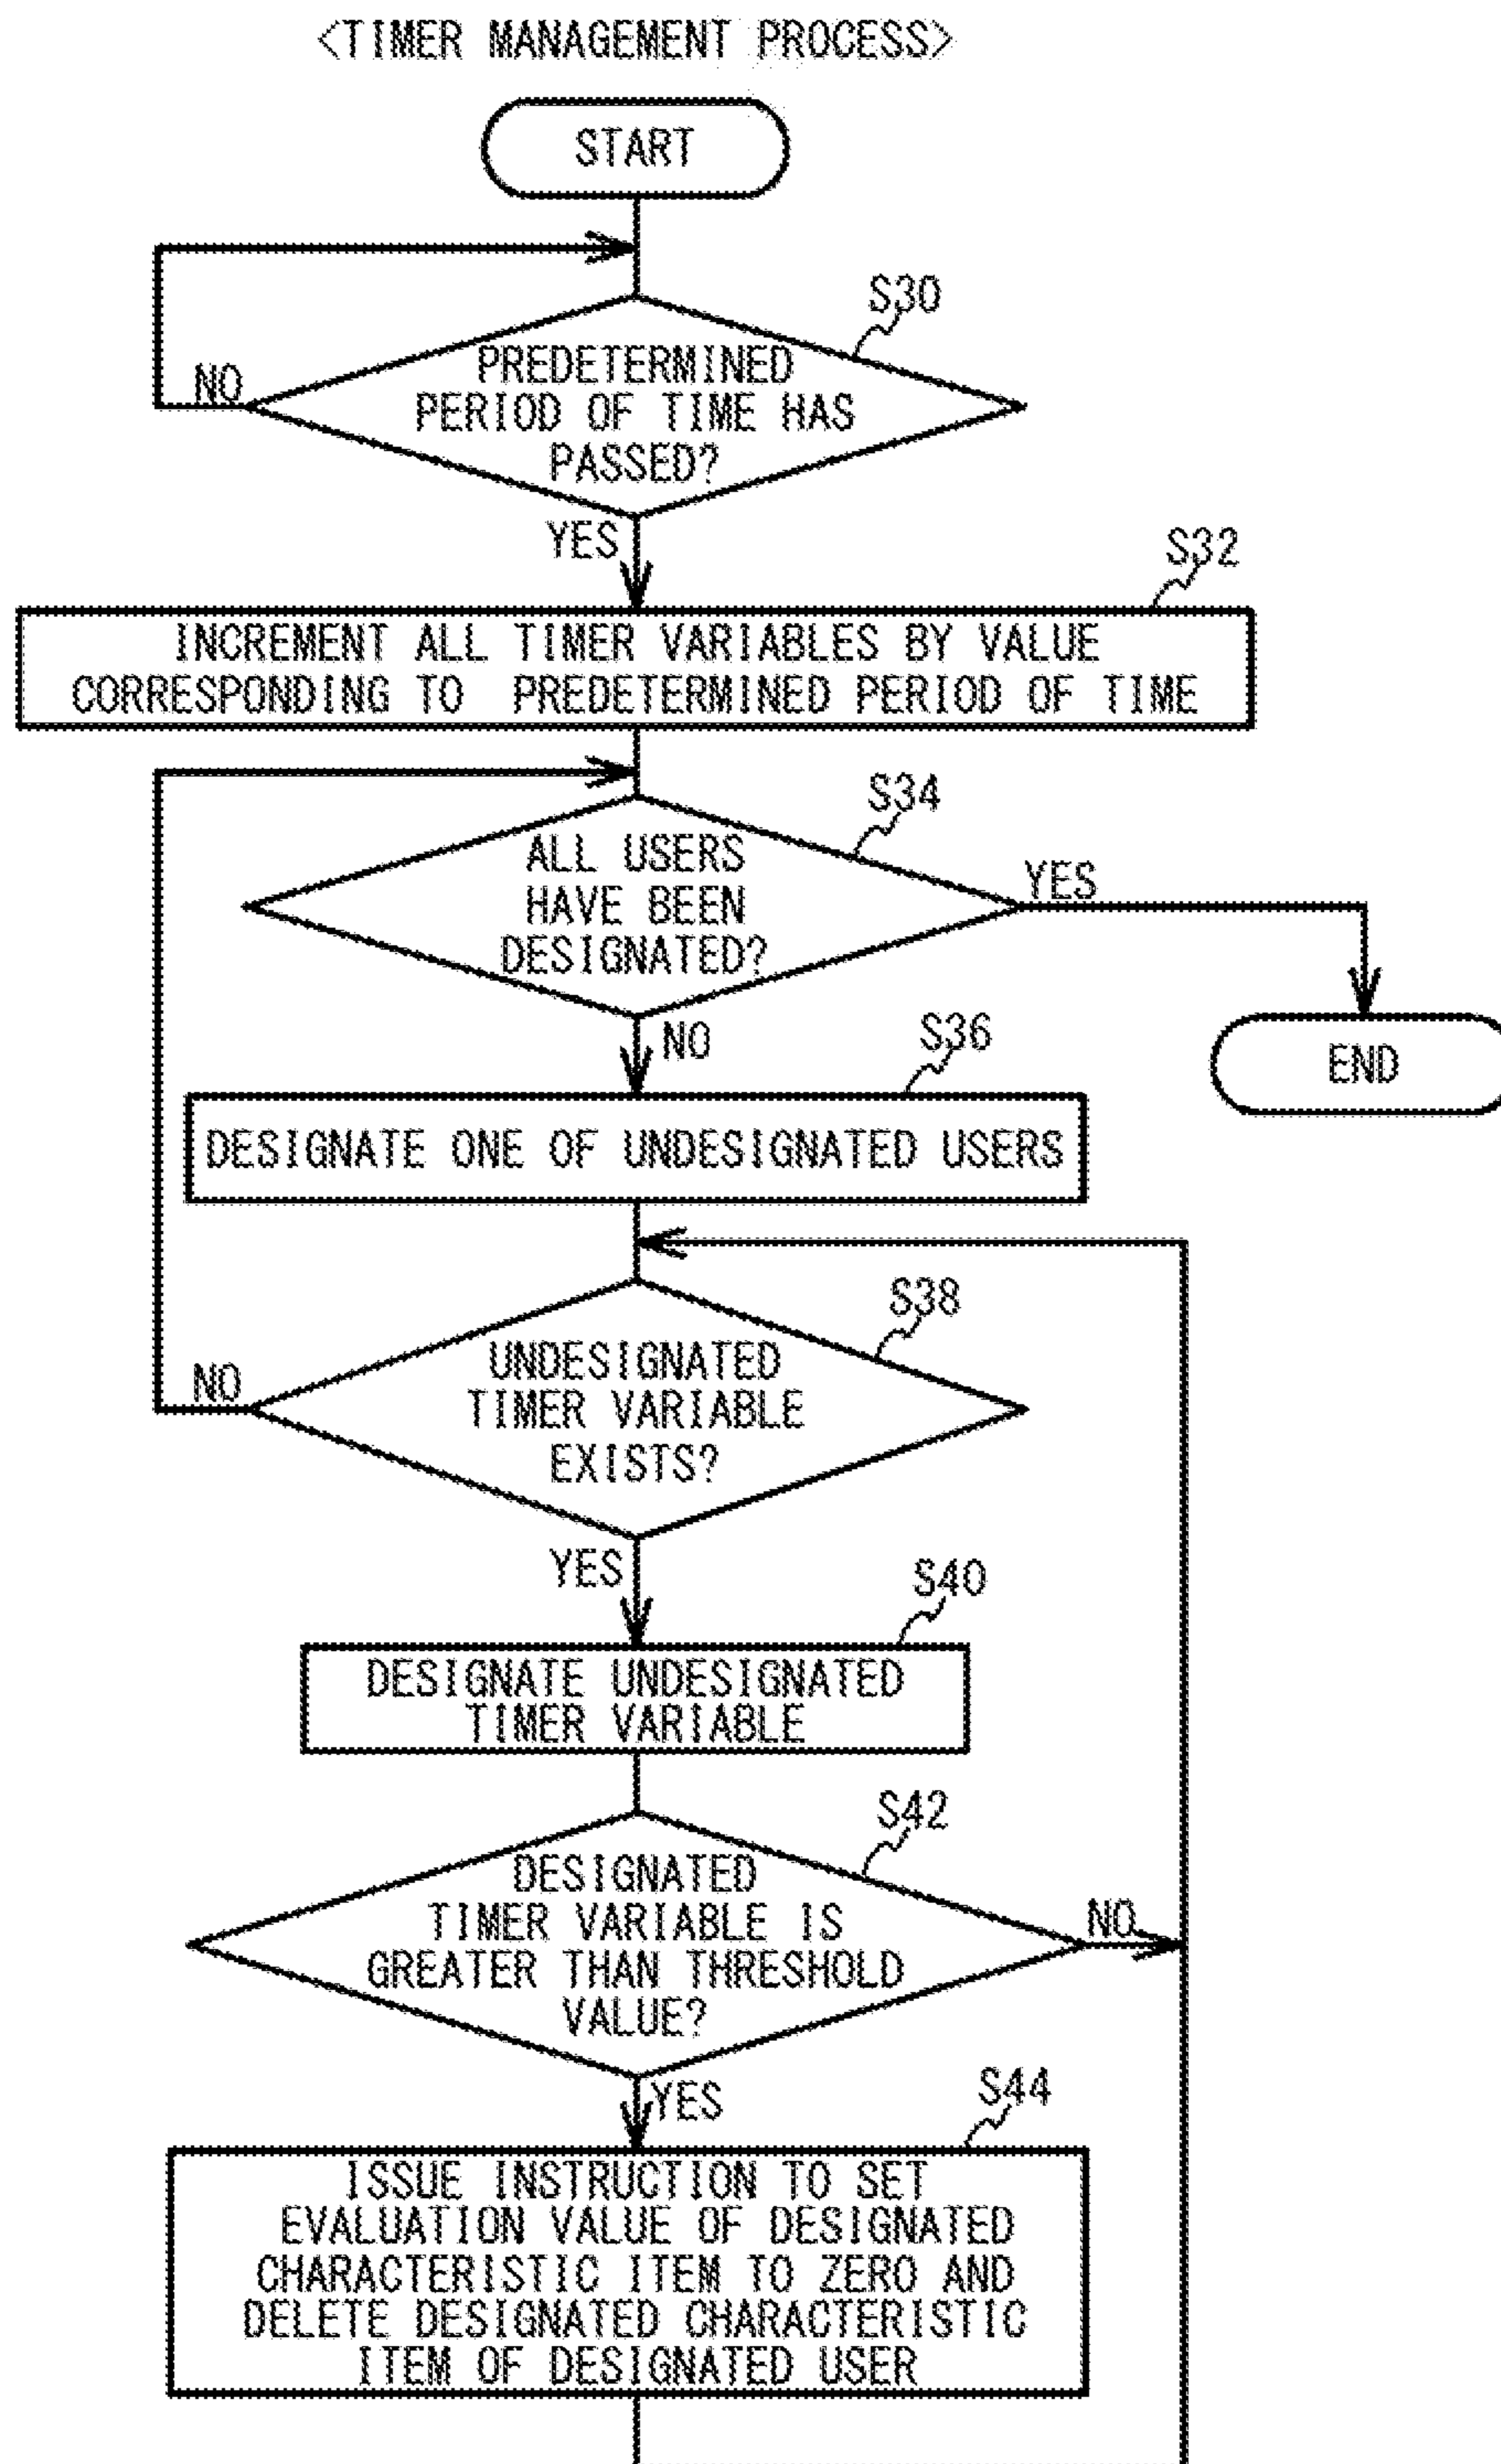 <TIMER MANAGEMENT PROCESS>
START
S30
PREDETERMINED
PERIOD OF TIME HAS
PASSED?
NO
YES
S32
INCREMENT ALL TIMER VARIABLES BY VALUE
CORRESPONDING TO PREDETERMINED PERIOD OF TIME
S34
ALL USERS
HAVE BEEN
DESIGNATED?
YES
NO
END
S36
DESIGNATE ONE OF UNDESIGNATED USERS
S38
UNDESIGNATED
TIMER VARIABLE
EXISTS?
NO
YES
S40
DESIGNATE UNDESIGNATED
TIMER VARIABLE
S42
DESIGNATED
TIMER VARIABLE IS
GREATER THAN THRESHOLD
VALUE?
NO
YES
S44
ISSUE INSTRUCTION TO SET
EVALUATION VALUE OF DESIGNATED
CHARACTERISTIC ITEM TO ZERO AND
DELETE DESIGNATED CHARACTERISTIC
ITEM OF DESIGNATED USER